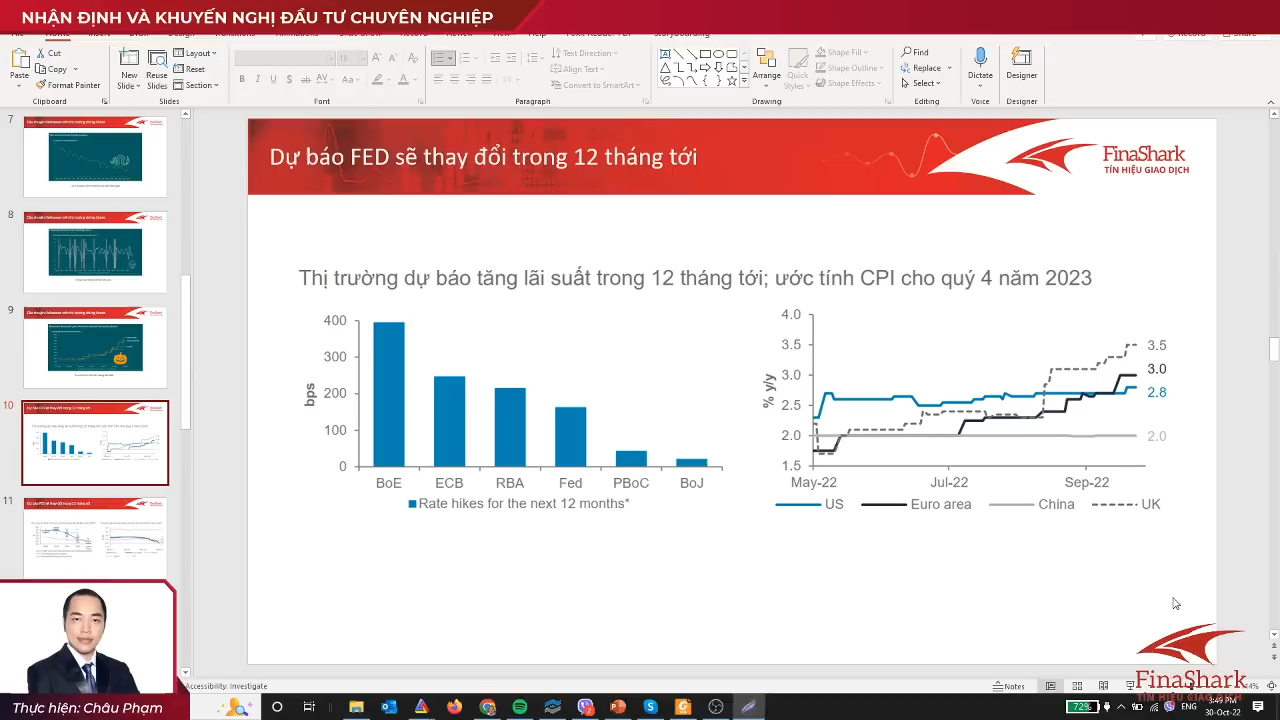 NHẬN ĐỊNH VÀ KHUYẾN NGHỊ ĐẦU TƯ CHUYÊN NGHIỆP
Paste
Cut
Copy
Format Painter
Clipboard
New
Slides
Reuse
Slides
Layout
Reset
Section
Slides
Font
Text Direction
Align Text
Convert to SmartArt
Paragraph
Arrange
Quick
Styles
Shape Fill
Shape Outline
Shape Effects
Drawing
Find
Replace
Select
Editing
Dictate
Voice
Designer
Designer
7
8
11
Dự báo FED sẽ thay đổi trong 12 tháng tới
FinaShark
TÍN HIỆU GIAO DỊCH
Thị trường dự báo tăng lãi suất trong 12 tháng tới; ước tính CPI cho quý 4 năm 2023
bps
400
300
200
100
0
BoE ECB RBA Fed PBoC BoJ
Rate hikes for the next 12 months*
% y/y
4.0
3.5
3.0
2.5
2.0
1.5
3.5
3.0
2.8
2.0
May-22 Jul-22 Sep-22
US Euro area China UK
Accessibility: Investigate
Notes
FinaShark
TÍN HIỆU GIAO DỊCH
Thực hiện: Châu Phạm
72%
ENG
30-Oct-22